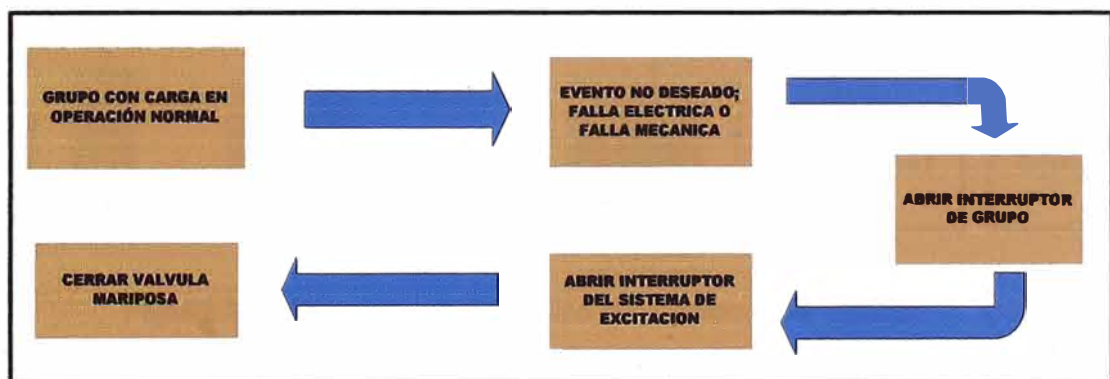 GRUPO CON CARGA EN
OPERACIÓN NORMAL
EVENTO NO DESEADO;
FALLA ELECTRICA O
FALLA MECANICA
ABRIR INTERRUPTOR
DE GRUPO
ABRIR INTERRUPTOR
DEL SISTEMA DE
EXCITACION
CERRAR VALVULA
MARIPOSA